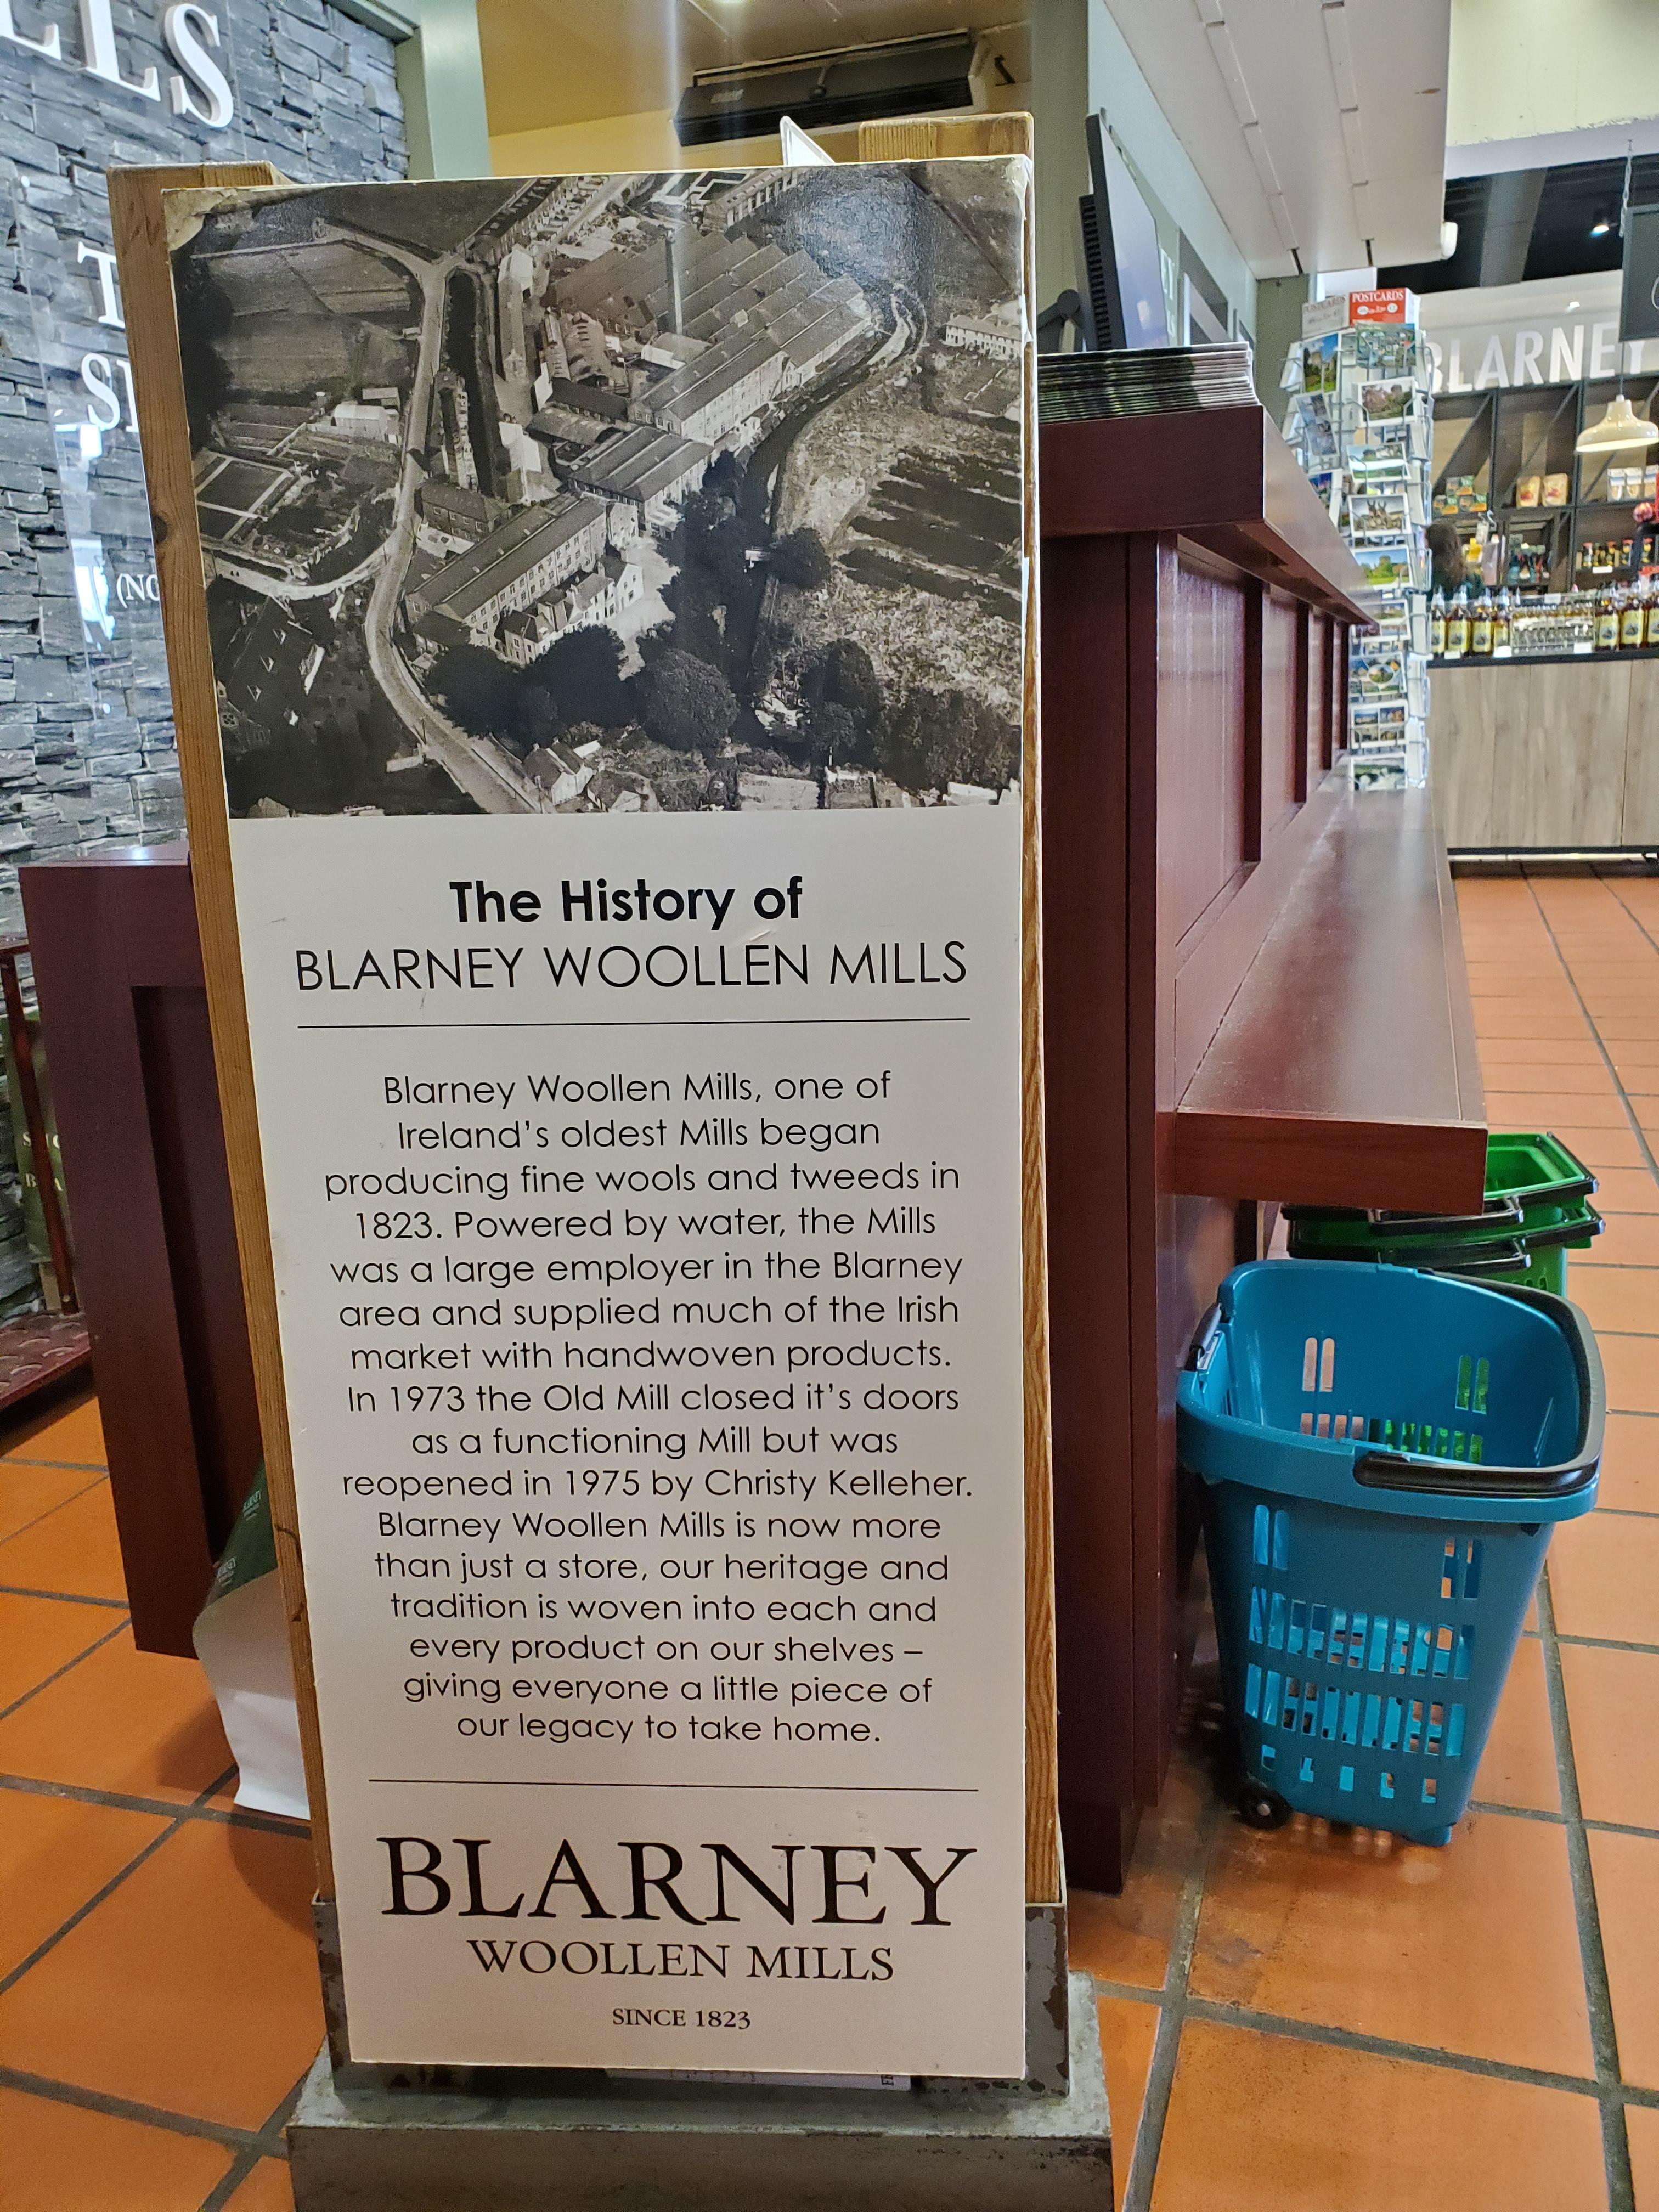 LLS
POSTCARDS
POSTCARDS
BLARNEY
(NO
The History of
BLARNEY WOOLLEN MILLS
Blarney Woollen Mills, one of
Ireland's oldest Mills began
producing fine wools and tweeds in
1823. Powered by water, the Mills
was a large employer in the Blarney
area and supplied much of the Irish
market with handwoven products.
In 1973 the Old Mill closed it's doors
as a functioning Mill but was
reopened in 1975 by Christy Kelleher.
Blarney Woollen Mills is now more
than just a store, our heritage and
tradition is woven into each and
every product on our shelves –
giving everyone a little piece of
our legacy to take home.
BLARNEY
WOOLLEN MILLS
SINCE 1823